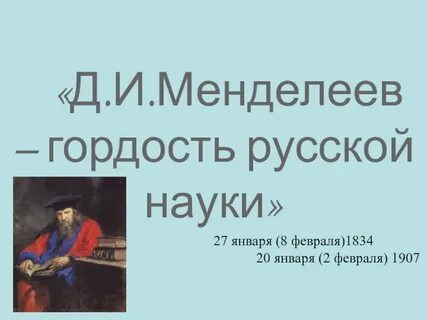 «Д.И.Менделеев
– гордость русской
науки»
27 января (8 февраля)1834
20 января (2 февраля) 1907